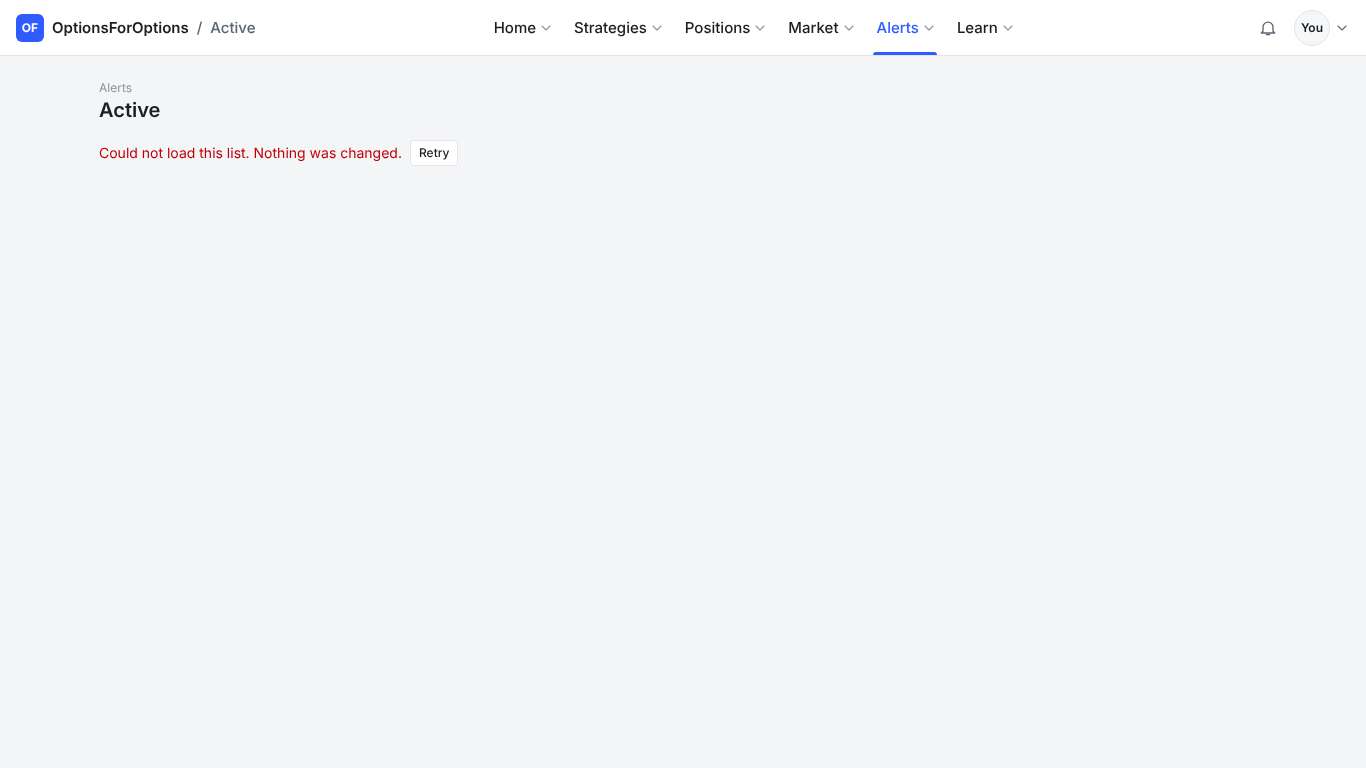 OF OptionsForOptions / Active Home Strategies Positions Market Alerts Learn You
Alerts
Active
Could not load this list. Nothing was changed. Retry